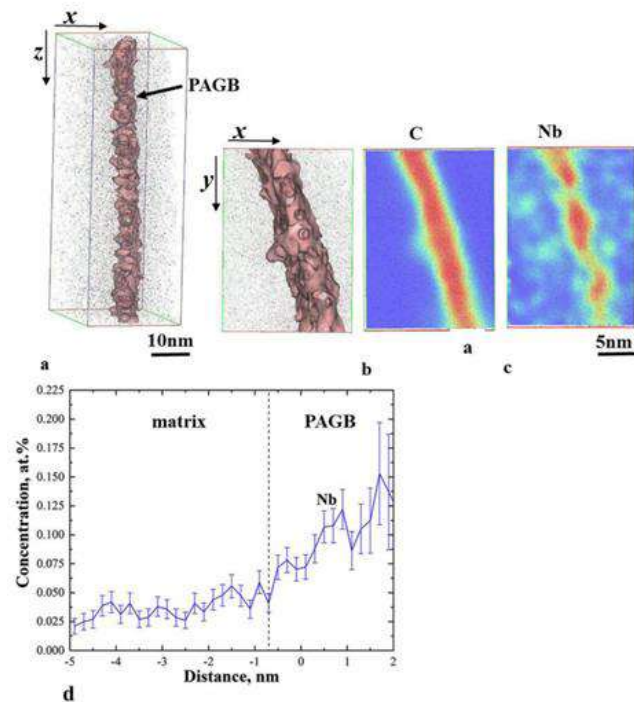 x
z
PAGB
10nm
a
x
y
b
C
a
Nb
5nm
c
0.225
0.200
0.175
0.150
0.125
0.100
0.075
0.050
0.025
0.000
Concentration, at.%
matrix
PAGB
Nb
-5
-4
-3
-2
-1
0
1
2
Distance, nm
d